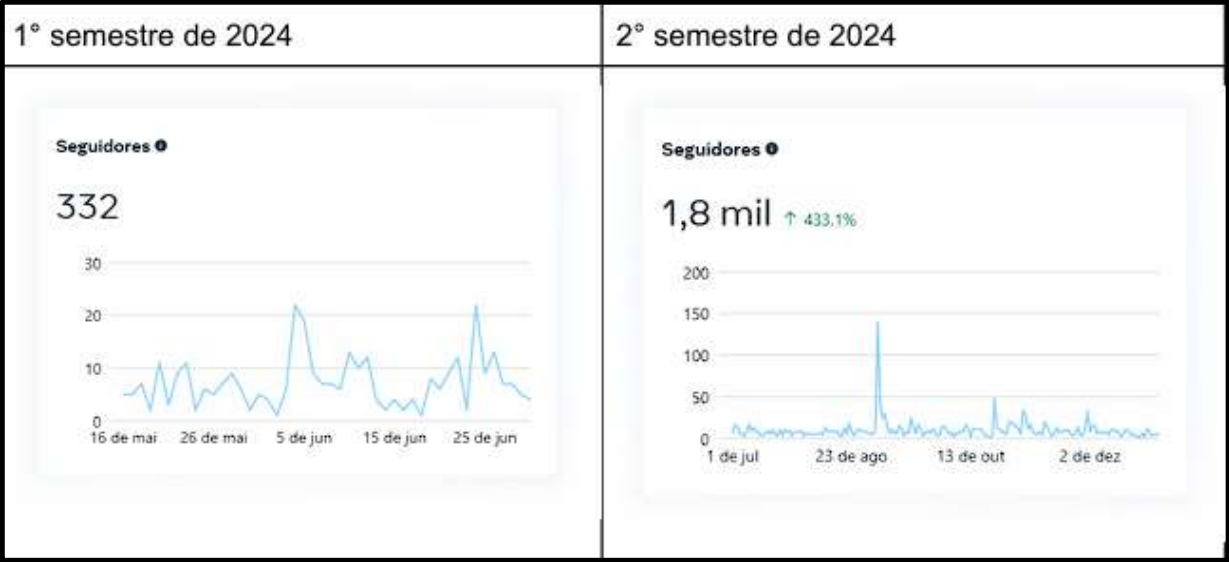 1° semestre de 2024
2° semestre de 2024
Seguidores
332
30
20
10
0
16 de mai 26 de mai 5 de jun 15 de jun 25 de jun
Seguidores
1,8 mil ↑ 433.1%
200
150
100
50
0
1 de jul 23 de ago 13 de out 2 de dez